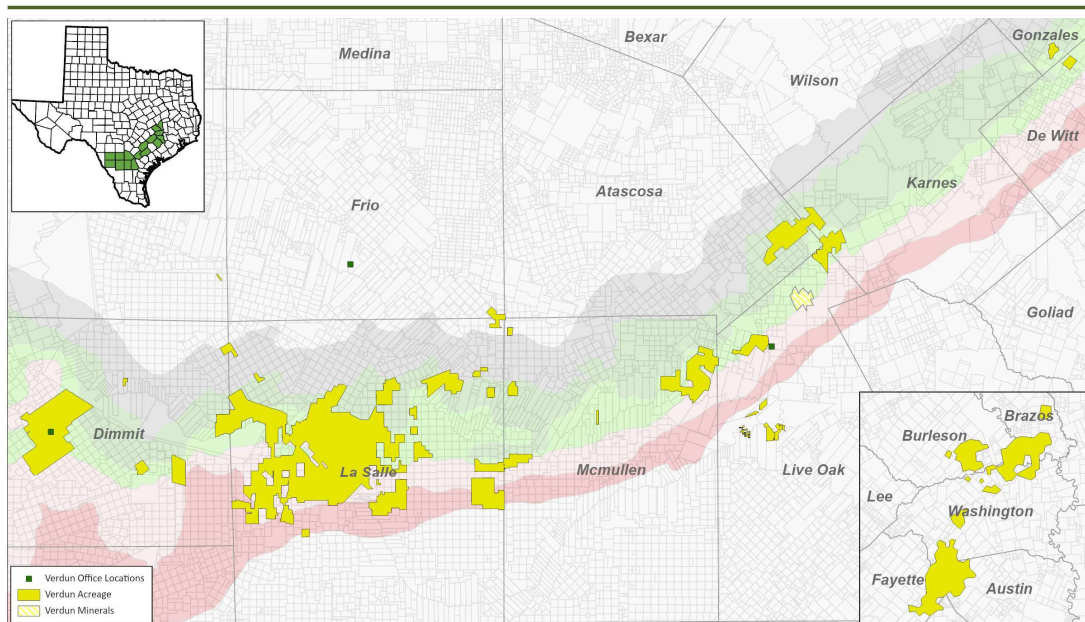 Bexar
Gonzales
Medina
Wilson
De Witt
Karnes
Atascosa
Frio
Goliad
Brazos
Burleson
Dimmit
La Salle
Mcmullen
Live Oak
Lee
Washington
Fayette
Austin
Verdun Office Locations
Verdun Acreage
Verdun Minerals